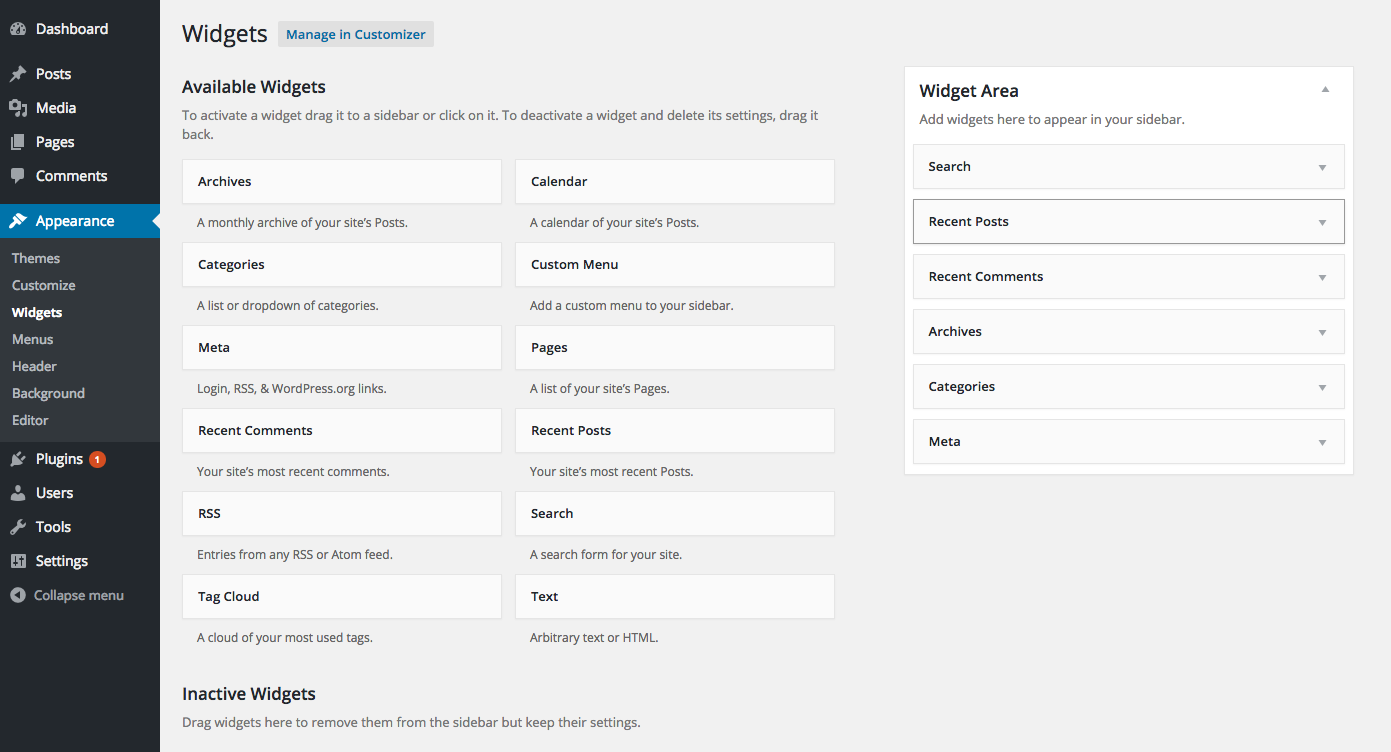 Dashboard
Posts
Media
Pages
Comments
Appearance
Themes
Customize
Widgets
Menus
Header
Background
Editor
Plugins 1
Users
Tools
Settings
Collapse menu
Widgets Manage in Customizer
Available Widgets
To activate a widget drag it to a sidebar or click on it. To deactivate a widget and delete its settings, drag it
back.
Archives
A monthly archive of your site’s Posts.
Calendar
A calendar of your site’s Posts.
Categories
A list or dropdown of categories.
Custom Menu
Add a custom menu to your sidebar.
Meta
Login, RSS, & WordPress.org links.
Pages
A list of your site’s Pages.
Recent Comments
Your site’s most recent comments.
Recent Posts
Your site’s most recent Posts.
RSS
Entries from any RSS or Atom feed.
Search
A search form for your site.
Tag Cloud
A cloud of your most used tags.
Text
Arbitrary text or HTML.
Inactive Widgets
Drag widgets here to remove them from the sidebar but keep their settings.
Widget Area
Add widgets here to appear in your sidebar.
Search
Recent Posts
Recent Comments
Archives
Categories
Meta